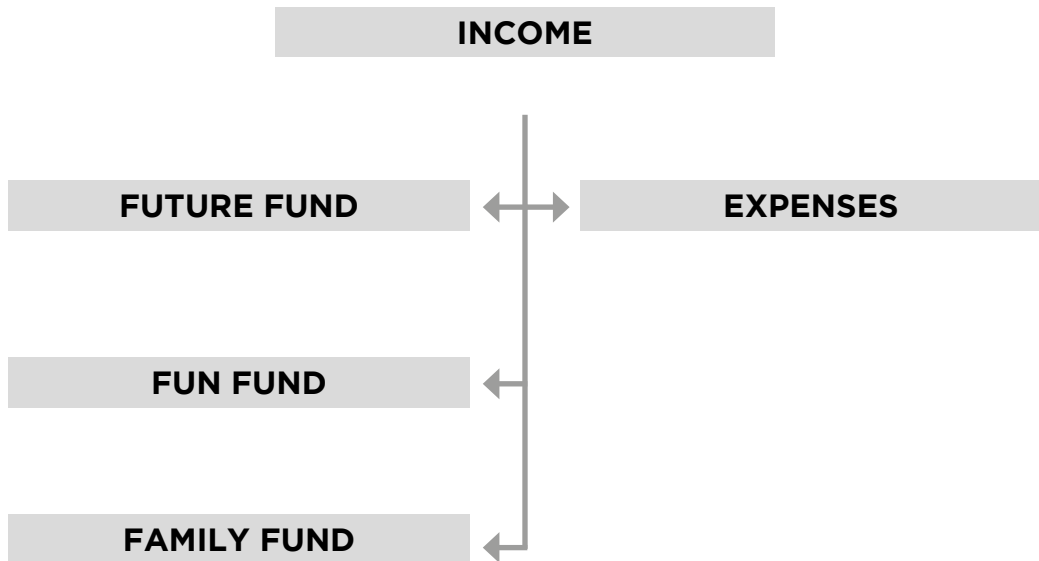 INCOME
FUTURE FUND
EXPENSES
FUN FUND
FAMILY FUND